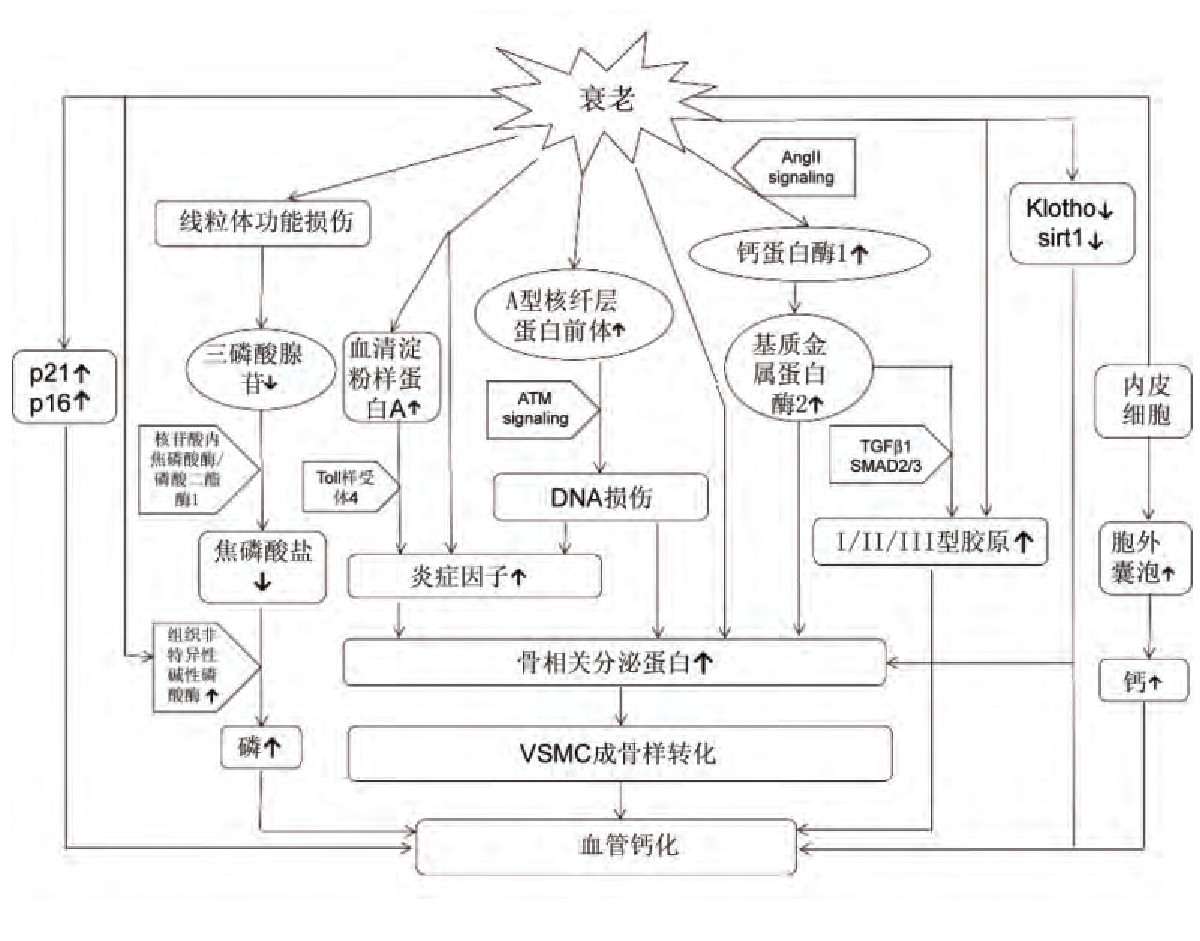 衰老
AngII
signaling
Klotho↓
sirt1↓
线粒体功能损伤
钙蛋白酶1↑
A型核纤层
蛋白前体↑
三磷酸腺
苷↓
血清淀
粉样蛋
白A↑
基质金
属蛋白
酶2↑
p21↑
p16↑
内皮
细胞
ATM
signaling
核苷酸内
焦磷酸酶/
磷酸二酯
酶1
Toll样受
体4
TGFβ1
SMAD2/3
DNA损伤
焦磷酸盐
↓
I/II/III型胶原↑
胞外
囊泡↑
炎症因子↑
组织非
特异性
碱性磷
酸酶↑
骨相关分泌蛋白↑
钙↑
磷↑
VSMC成骨样转化
血管钙化